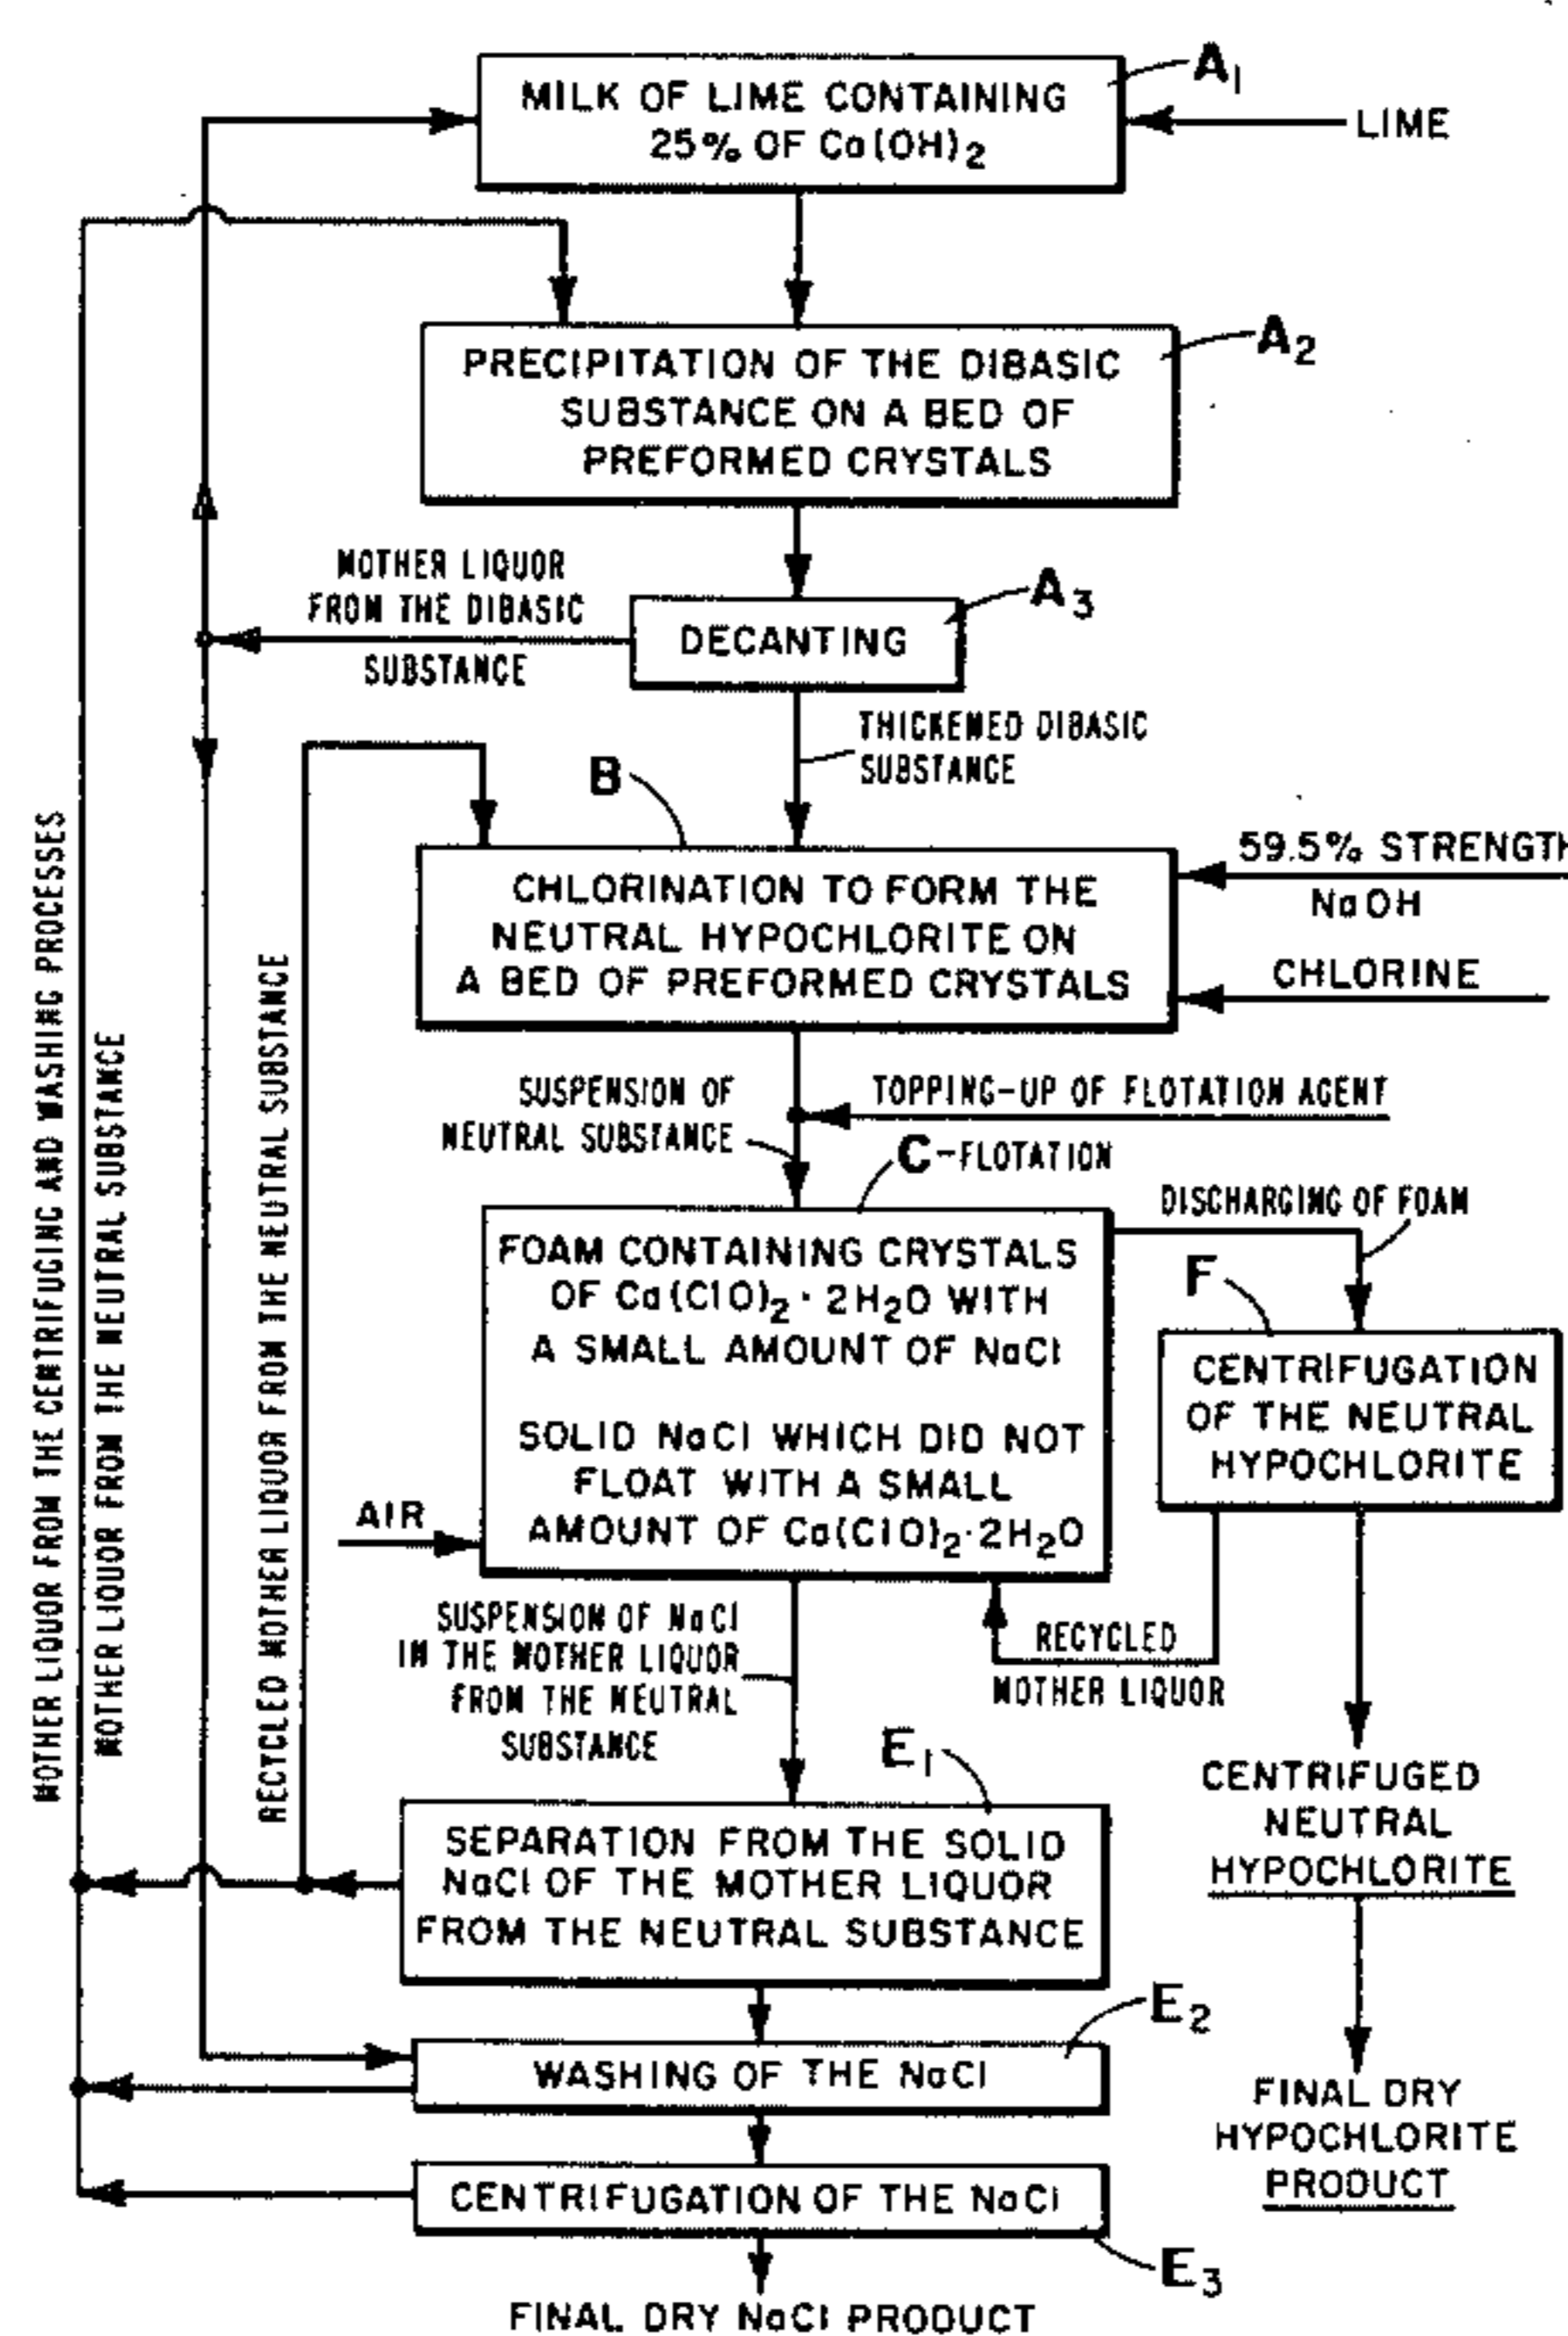 A1
MILK OF LIME CONTAINING
25% OF Ca(OH)2
LIME
A2
PRECIPITATION OF THE DIBASIC
SUBSTANCE ON A BED OF
PREFORMED CRYSTALS
MOTHER LIQUOR
FROM THE DIBASIC
SUBSTANCE
A3
DECANTING
THICKENED DIBASIC
SUBSTANCE
B
59.5% STRENGTH
NaOH
CHLORINE
CHLORINATION TO FORM THE
NEUTRAL HYPOCHLORITE ON
A BED OF PREFORMED CRYSTALS
MOTHER LIQUOR FROM THE CENTRIFUGING AND WASHING PROCESSES
MOTHER LIQUOR FROM THE NEUTRAL SUBSTANCE
RECYCLED MOTHER LIQUOR FROM THE NEUTRAL SUBSTANCE
SUSPENSION OF
NEUTRAL SUBSTANCE
TOPPING-UP OF FLOTATION AGENT
C-FLOTATION
DISCHARGING OF FOAM
FOAM CONTAINING CRYSTALS
OF Ca(ClO)2·2H2O WITH
A SMALL AMOUNT OF NaCl
SOLID NaCl WHICH DID NOT
FLOAT WITH A SMALL
AMOUNT OF Ca(ClO)2·2H2O
AIR
F
CENTRIFUGATION
OF THE NEUTRAL
HYPOCHLORITE
SUSPENSION OF NaCl
IN THE MOTHER LIQUOR
FROM THE NEUTRAL
SUBSTANCE
RECYCLED
MOTHER LIQUOR
E1
SEPARATION FROM THE SOLID
NaCl OF THE MOTHER LIQUOR
FROM THE NEUTRAL SUBSTANCE
CENTRIFUGED
NEUTRAL
HYPOCHLORITE
E2
WASHING OF THE NaCl
FINAL DRY
HYPOCHLORITE
PRODUCT
CENTRIFUGATION OF THE NaCl
E3
FINAL DRY NaCl PRODUCT